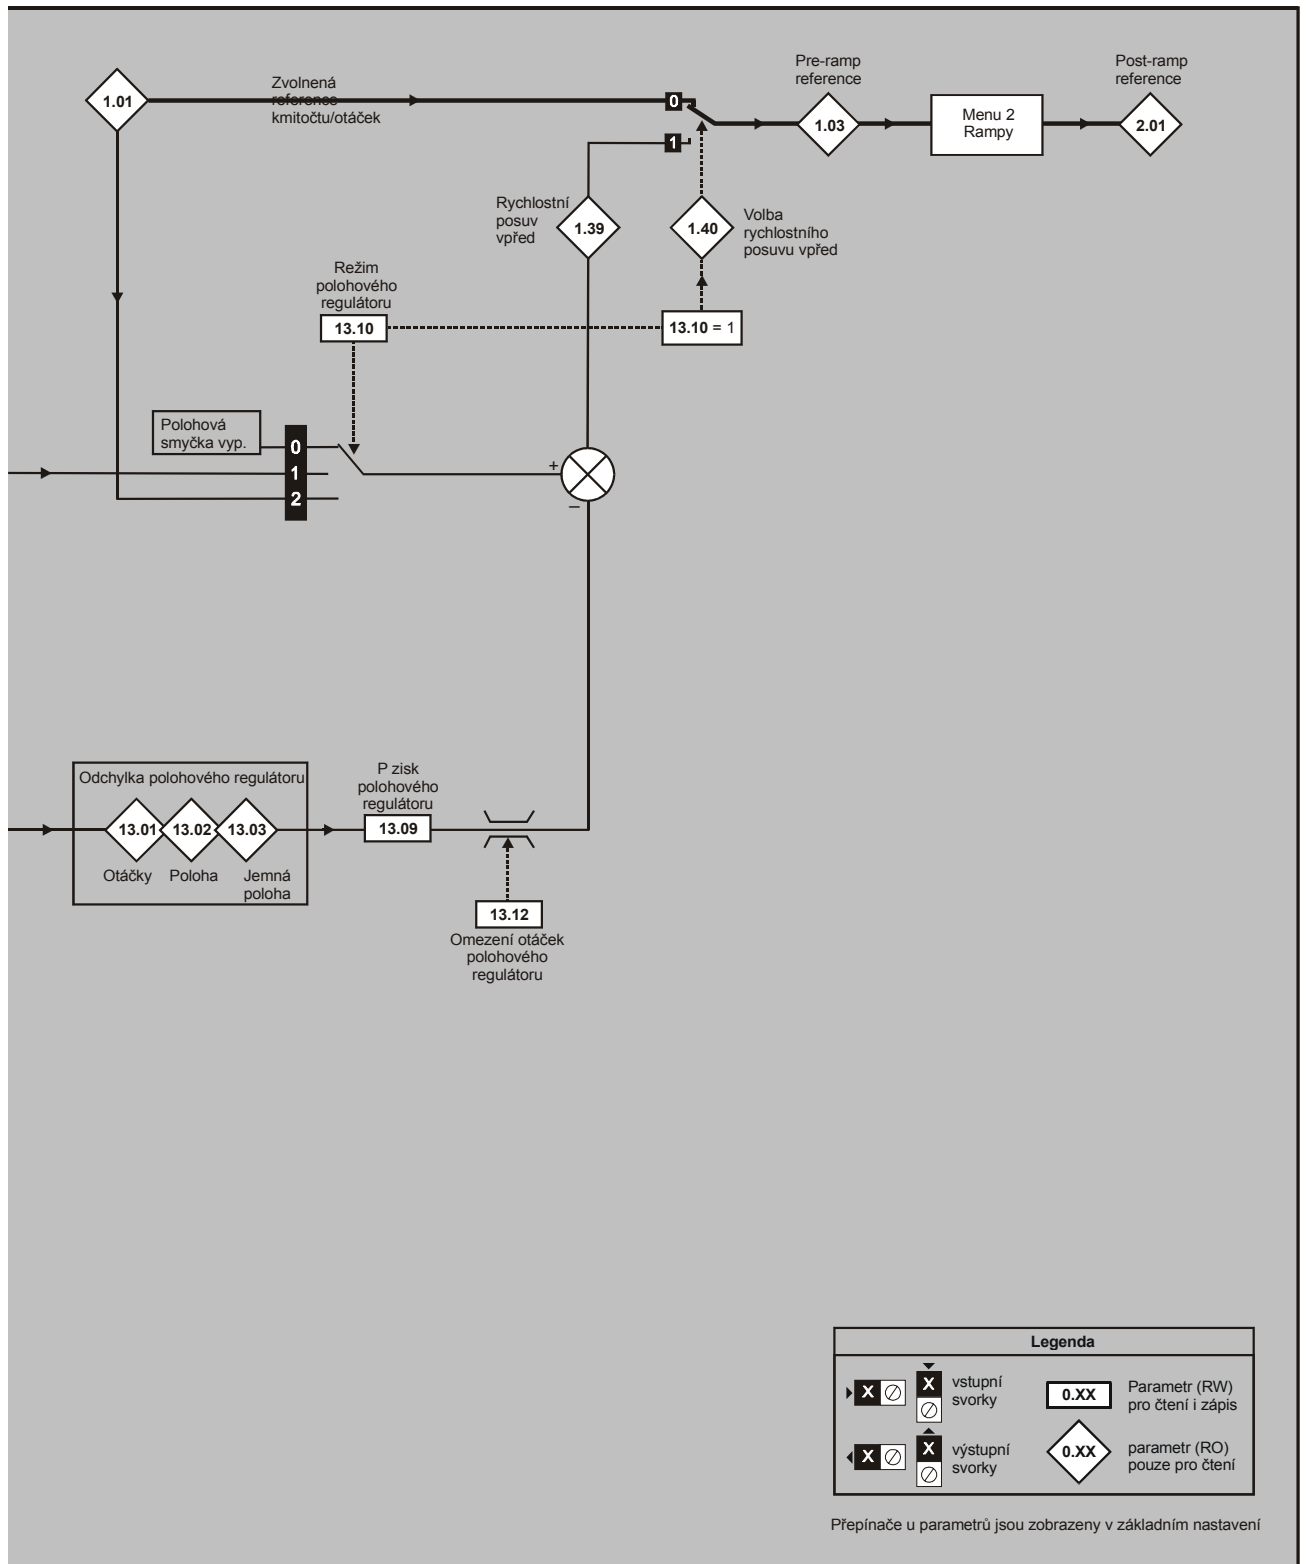 1.01
Zvolnená
reference
kmitočtu/otáček
0
1
Pre-ramp
reference
1.03
Menu 2
Rampy
Post-ramp
reference
2.01
Rychlostní
posuv
vpřed
1.39
1.40
Volba
rychlostního
posuvu vpřed
Režim
polohového
regulátoru
13.10
13.10 = 1
Polohová
smyčka vyp.
0
1
2
+
–
Odchylka polohového regulátoru
13.01
13.02
13.03
Otáčky
Poloha
Jemná
poloha
P zisk
polohového
regulátoru
13.09
13.12
Omezení otáček
polohového
regulátoru
Legenda
X
X
vstupní
svorky
0.XX
Parametr (RW)
pro čtení i zápis
X
X
výstupní
svorky
0.XX
parametr (RO)
pouze pro čtení
Přepínače u parametrů jsou zobrazeny v základním nastavení